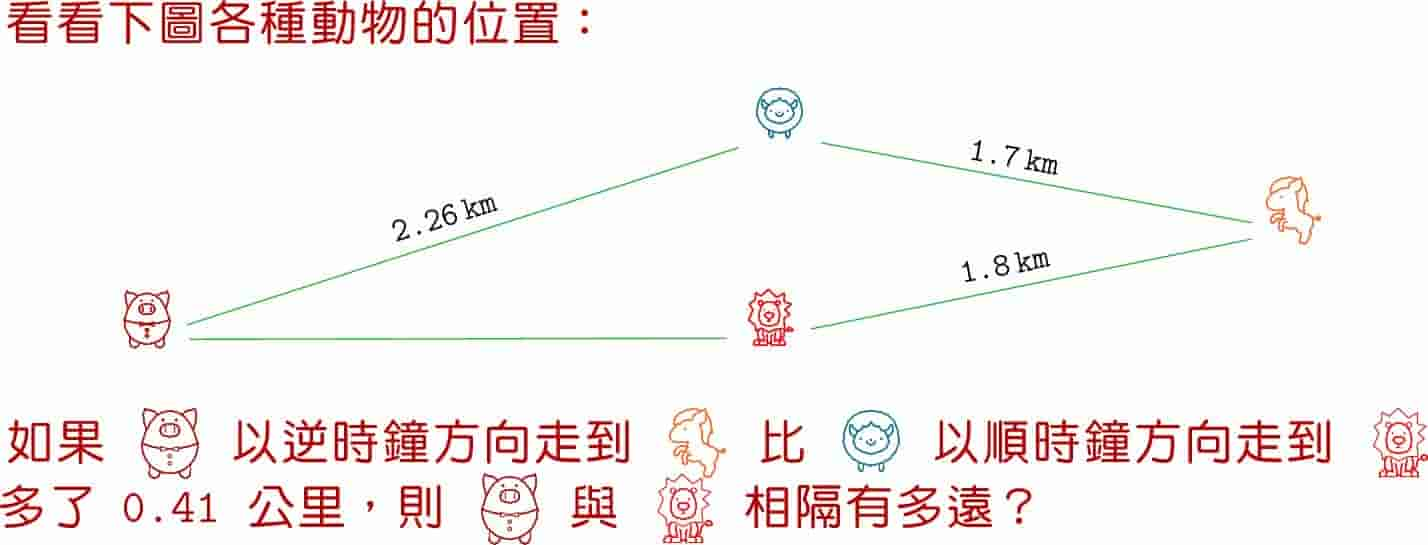 看看下圖各種動物的位置：
1.7 km
2.26 km
1.8 km
如果 以逆時鐘方向走到 比 以順時鐘方向走到
多了 0.41 公里，則 與 相隔有多遠？